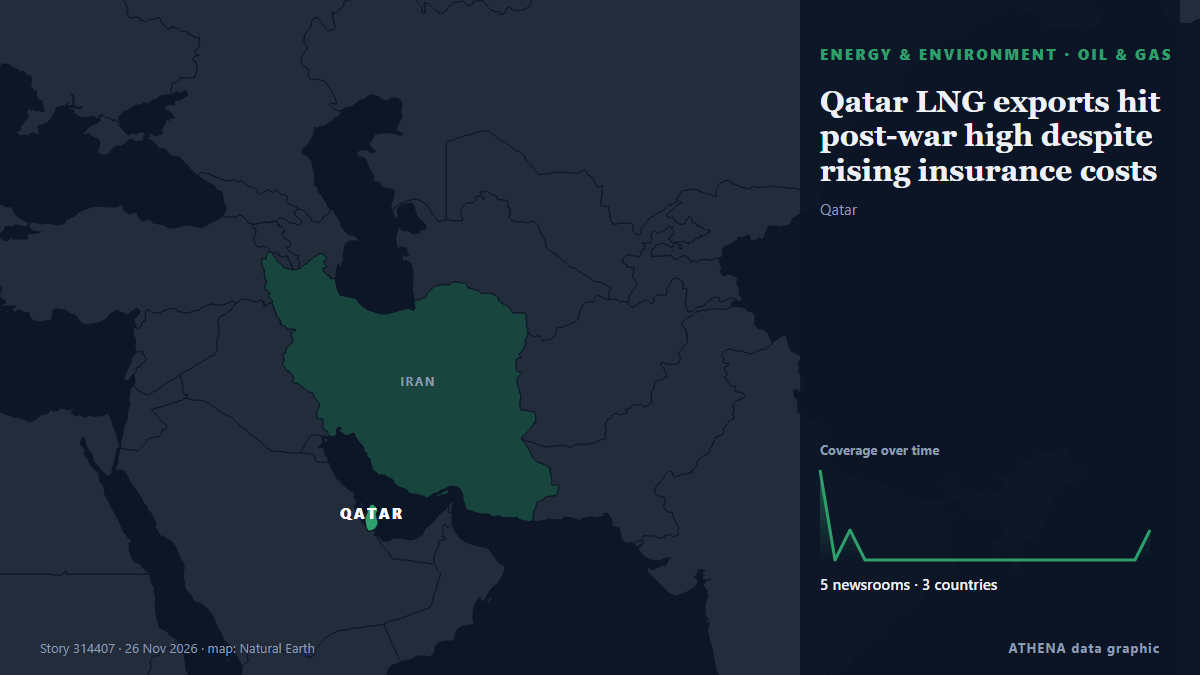 ENERGY & ENVIRONMENT · OIL & GAS
Qatar LNG exports hit
post-war high despite
rising insurance costs
Qatar
IRAN
QATAR
Coverage over time
5 newsrooms · 3 countries
Story 314407 · 26 Nov 2026 · map: Natural Earth
ATHENA data graphic